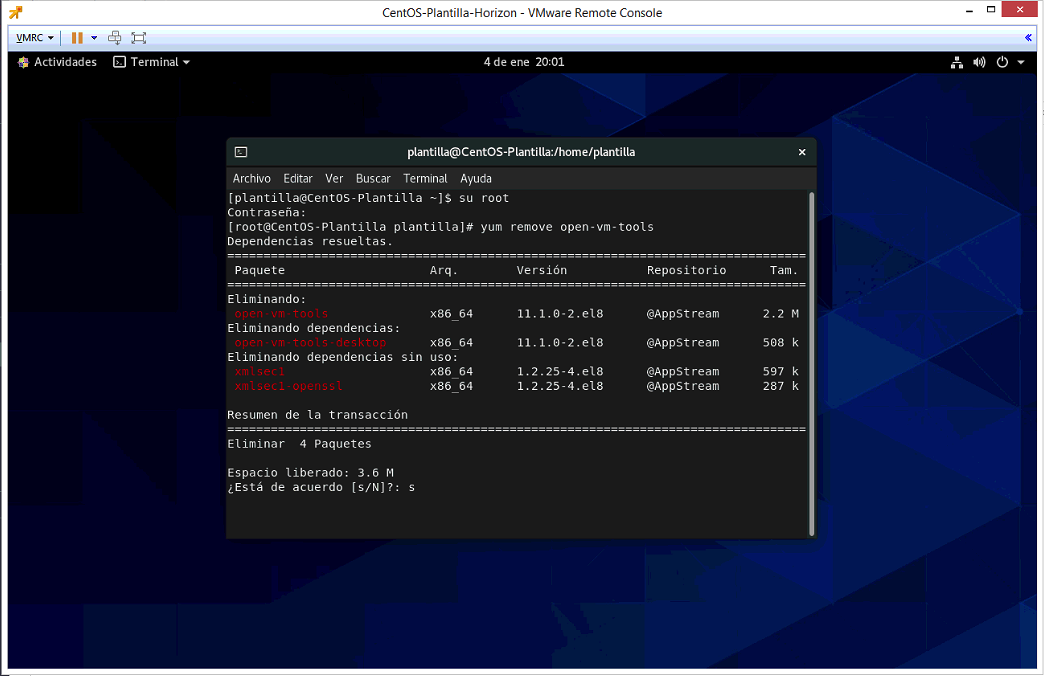 CentOS-Plantilla-Horizon - VMware Remote Console
VMRC
Actividades Terminal 4 de ene 20:01
plantilla@CentOS-Plantilla:/home/plantilla
Archivo Editar Ver Buscar Terminal Ayuda
[plantilla@CentOS-Plantilla ~]$ su root
Contraseña:
[root@CentOS-Plantilla plantilla]# yum remove open-vm-tools
Dependencias resueltas.
================================================================================
Paquete Arq. Versión Repositorio Tam.
================================================================================
Eliminando:
open-vm-tools x86_64 11.1.0-2.el8 @AppStream 2.2 M
Eliminando dependencias:
open-vm-tools-desktop x86_64 11.1.0-2.el8 @AppStream 508 k
Eliminando dependencias sin uso:
xmlsec1 x86_64 1.2.25-4.el8 @AppStream 597 k
xmlsec1-openssl x86_64 1.2.25-4.el8 @AppStream 287 k
Resumen de la transacción
================================================================================
Eliminar 4 Paquetes
Espacio liberado: 3.6 M
¿Está de acuerdo [s/N]?: s